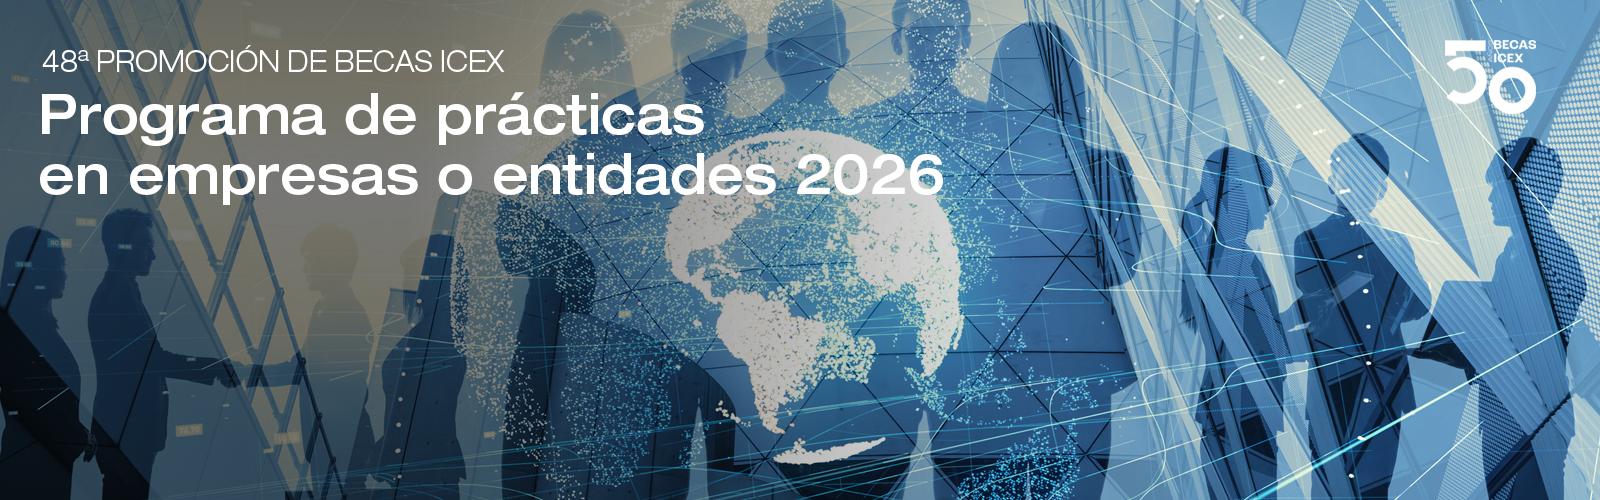 48ª PROMOCIÓN DE BECAS ICEX
Programa de prácticas
en empresas o entidades 2026
50 BECAS
ICEX